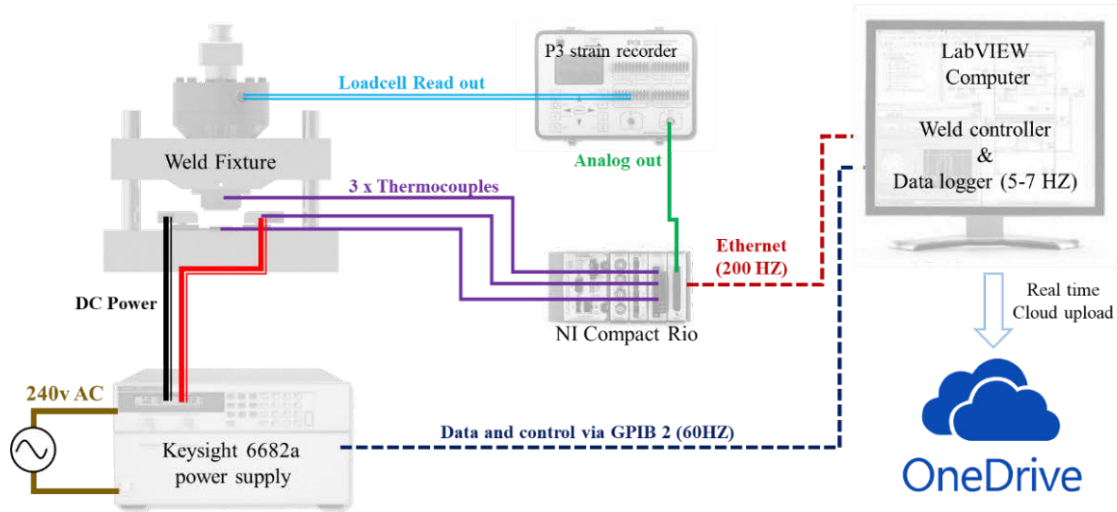 P3 strain recorder
LabVIEW
Computer
Loadcell Read out
Weld controller
&
Data logger (5-7 HZ)
Weld Fixture
Analog out
3 x Thermocouples
Ethernet
(200 HZ)
DC Power
Real time
Cloud upload
NI Compact Rio
240v AC
Data and control via GPIB 2 (60HZ)
Keysight 6682a
power supply
OneDrive